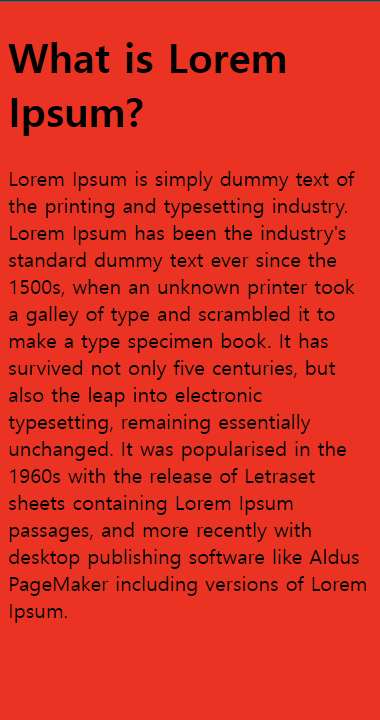 What is Lorem
Ipsum?
Lorem Ipsum is simply dummy text of
the printing and typesetting industry.
Lorem Ipsum has been the industry's
standard dummy text ever since the
1500s, when an unknown printer took
a galley of type and scrambled it to
make a type specimen book. It has
survived not only five centuries, but
also the leap into electronic
typesetting, remaining essentially
unchanged. It was popularised in the
1960s with the release of Letraset
sheets containing Lorem Ipsum
passages, and more recently with
desktop publishing software like Aldus
PageMaker including versions of Lorem
Ipsum.